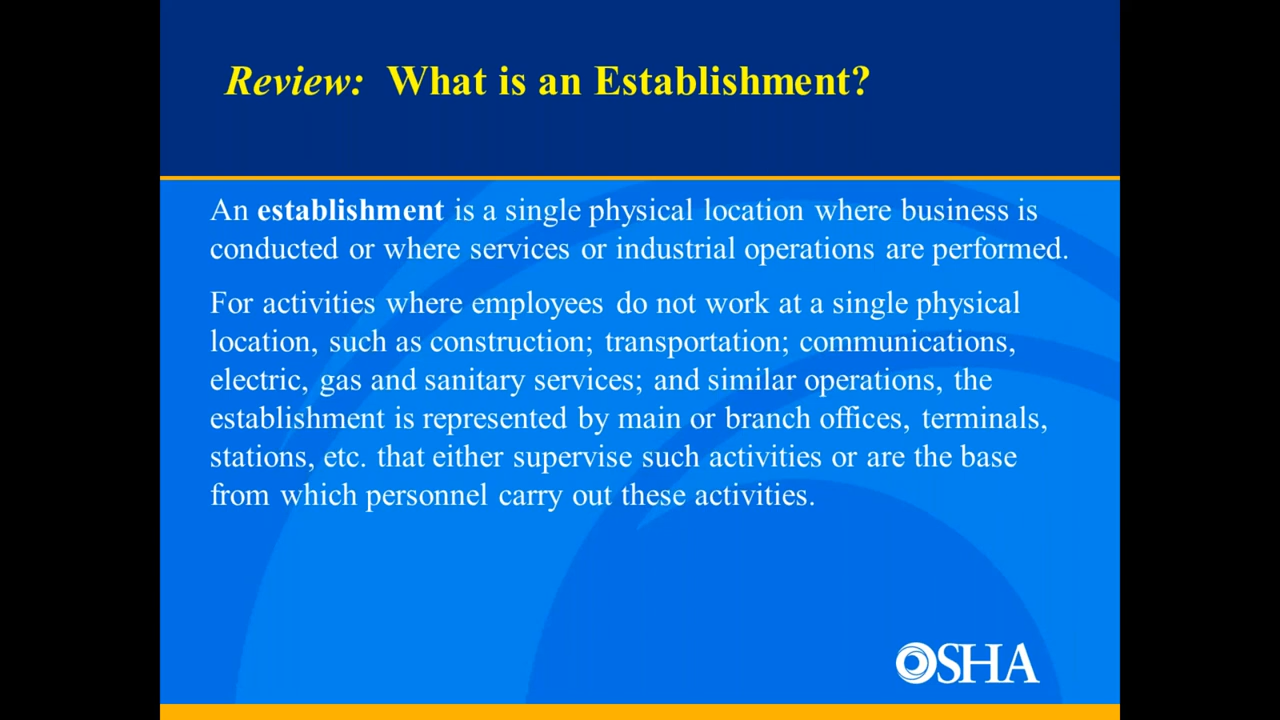 Review: What is an Establishment?
An establishment is a single physical location where business is
conducted or where services or industrial operations are performed.
For activities where employees do not work at a single physical
location, such as construction; transportation; communications,
electric, gas and sanitary services; and similar operations, the
establishment is represented by main or branch offices, terminals,
stations, etc. that either supervise such activities or are the base
from which personnel carry out these activities.
OSHA